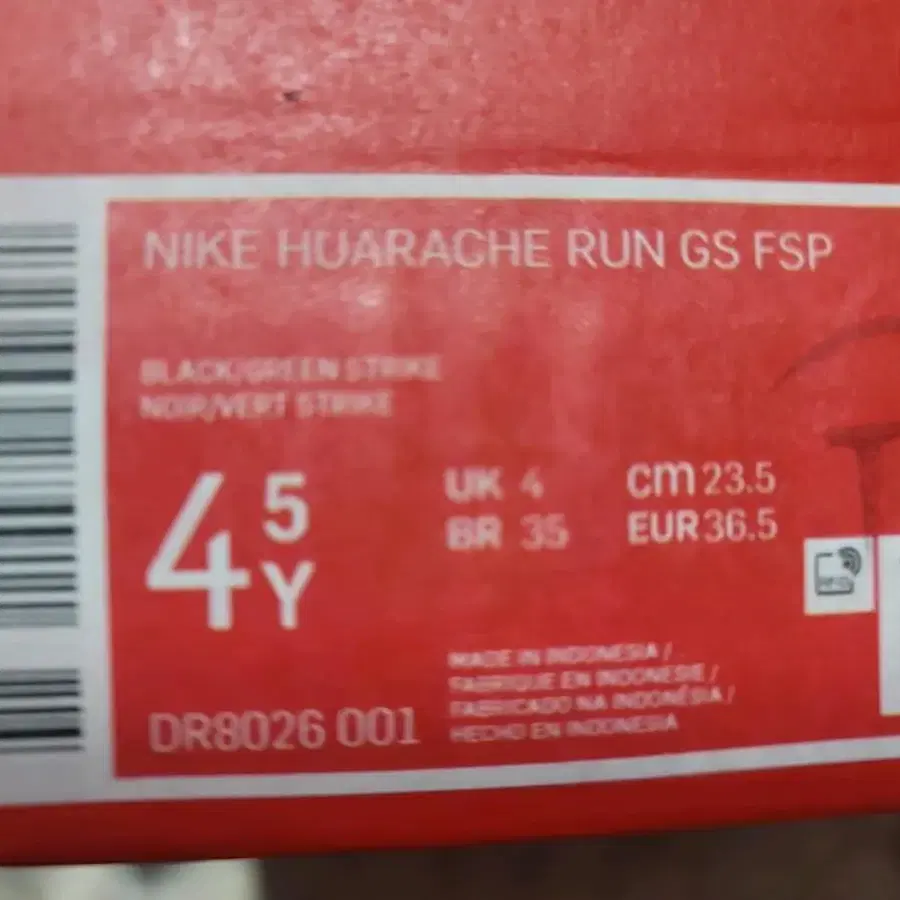 NIKE HUARACHE RUN GS FSP
BLACK/GREEN STRIKE
NOIR/VERT STRIKE
4 5 Y
UK 4 cm 23.5
BR 35 EUR 36.5
MADE IN INDONESIA /
FABRIQUE EN INDONESIE /
FABRICADO NA INDONÉSIA /
HECHO EN INDONESIA
DR8026 001